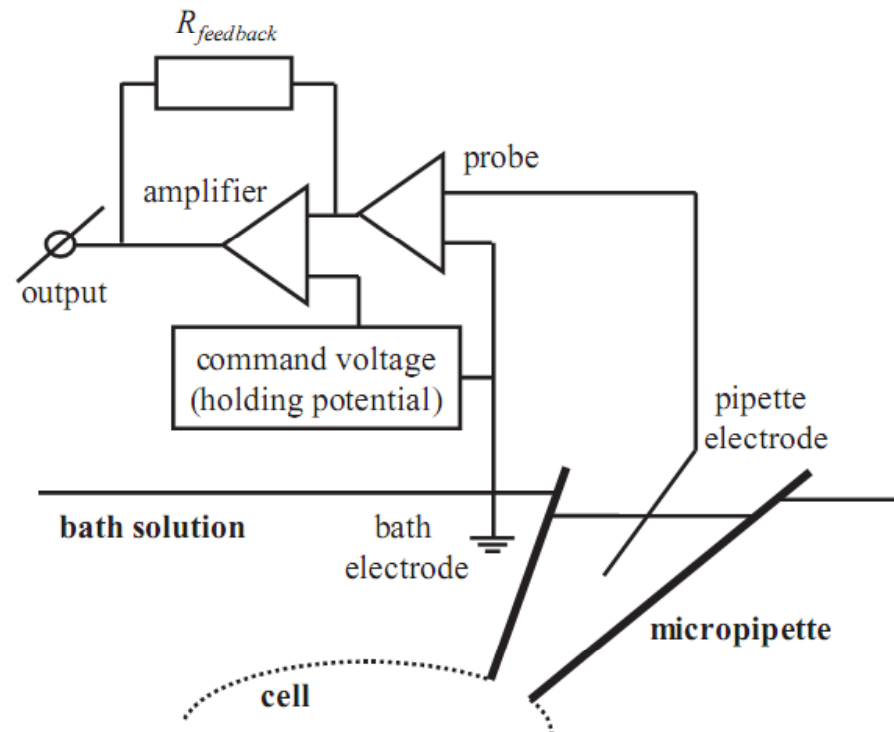 R_feedback
probe
amplifier
output
command voltage
(holding potential)
pipette
electrode
bath solution
bath
electrode
micropipette
cell